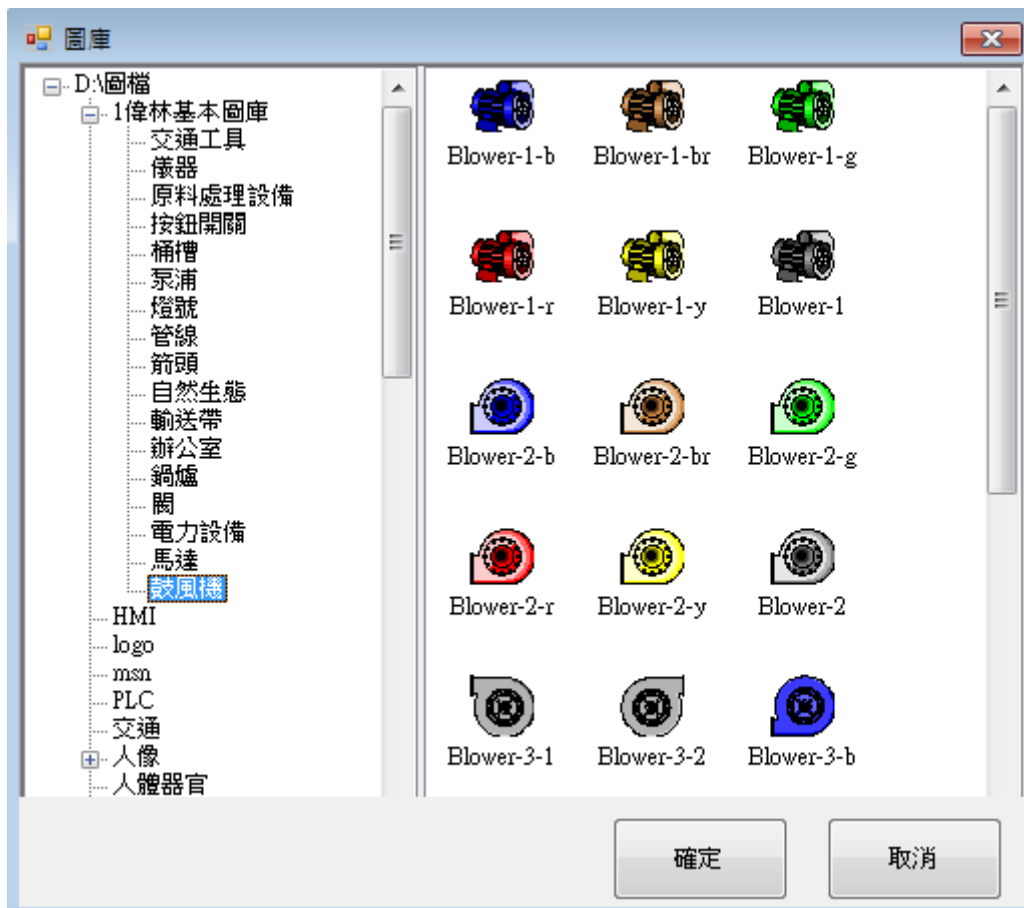 圖庫
D:\圖檔
1偉林基本圖庫
交通工具
儀器
原料處理設備
按鈕開關
桶槽
泵浦
燈號
管線
箭頭
自然生態
輸送帶
辦公室
鍋爐
閥
電力設備
馬達
鼓風機
HMI
logo
msn
PLC
交通
人像
人體器官
Blower-1-b Blower-1-br Blower-1-g
Blower-1-r Blower-1-y Blower-1
Blower-2-b Blower-2-br Blower-2-g
Blower-2-r Blower-2-y Blower-2
Blower-3-1 Blower-3-2 Blower-3-b
確定 取消